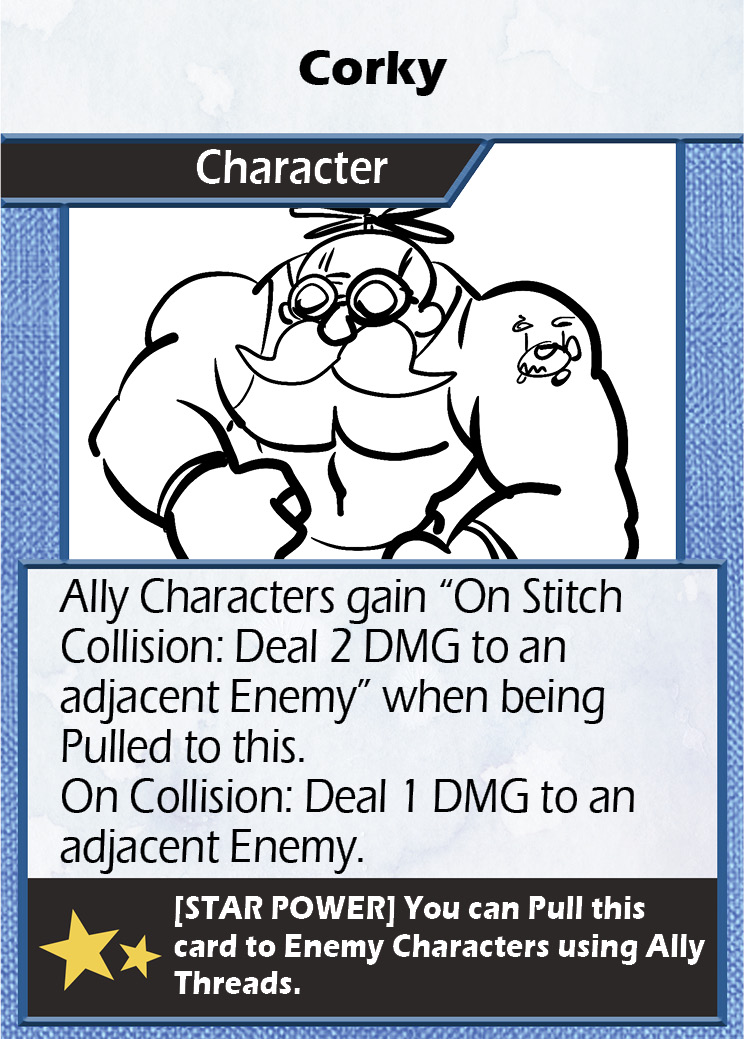 Corky
Character
Ally Characters gain “On Stitch
Collision: Deal 2 DMG to an
adjacent Enemy” when being
Pulled to this.
On Collision: Deal 1 DMG to an
adjacent Enemy.
[STAR POWER] You can Pull this
card to Enemy Characters using Ally
Threads.